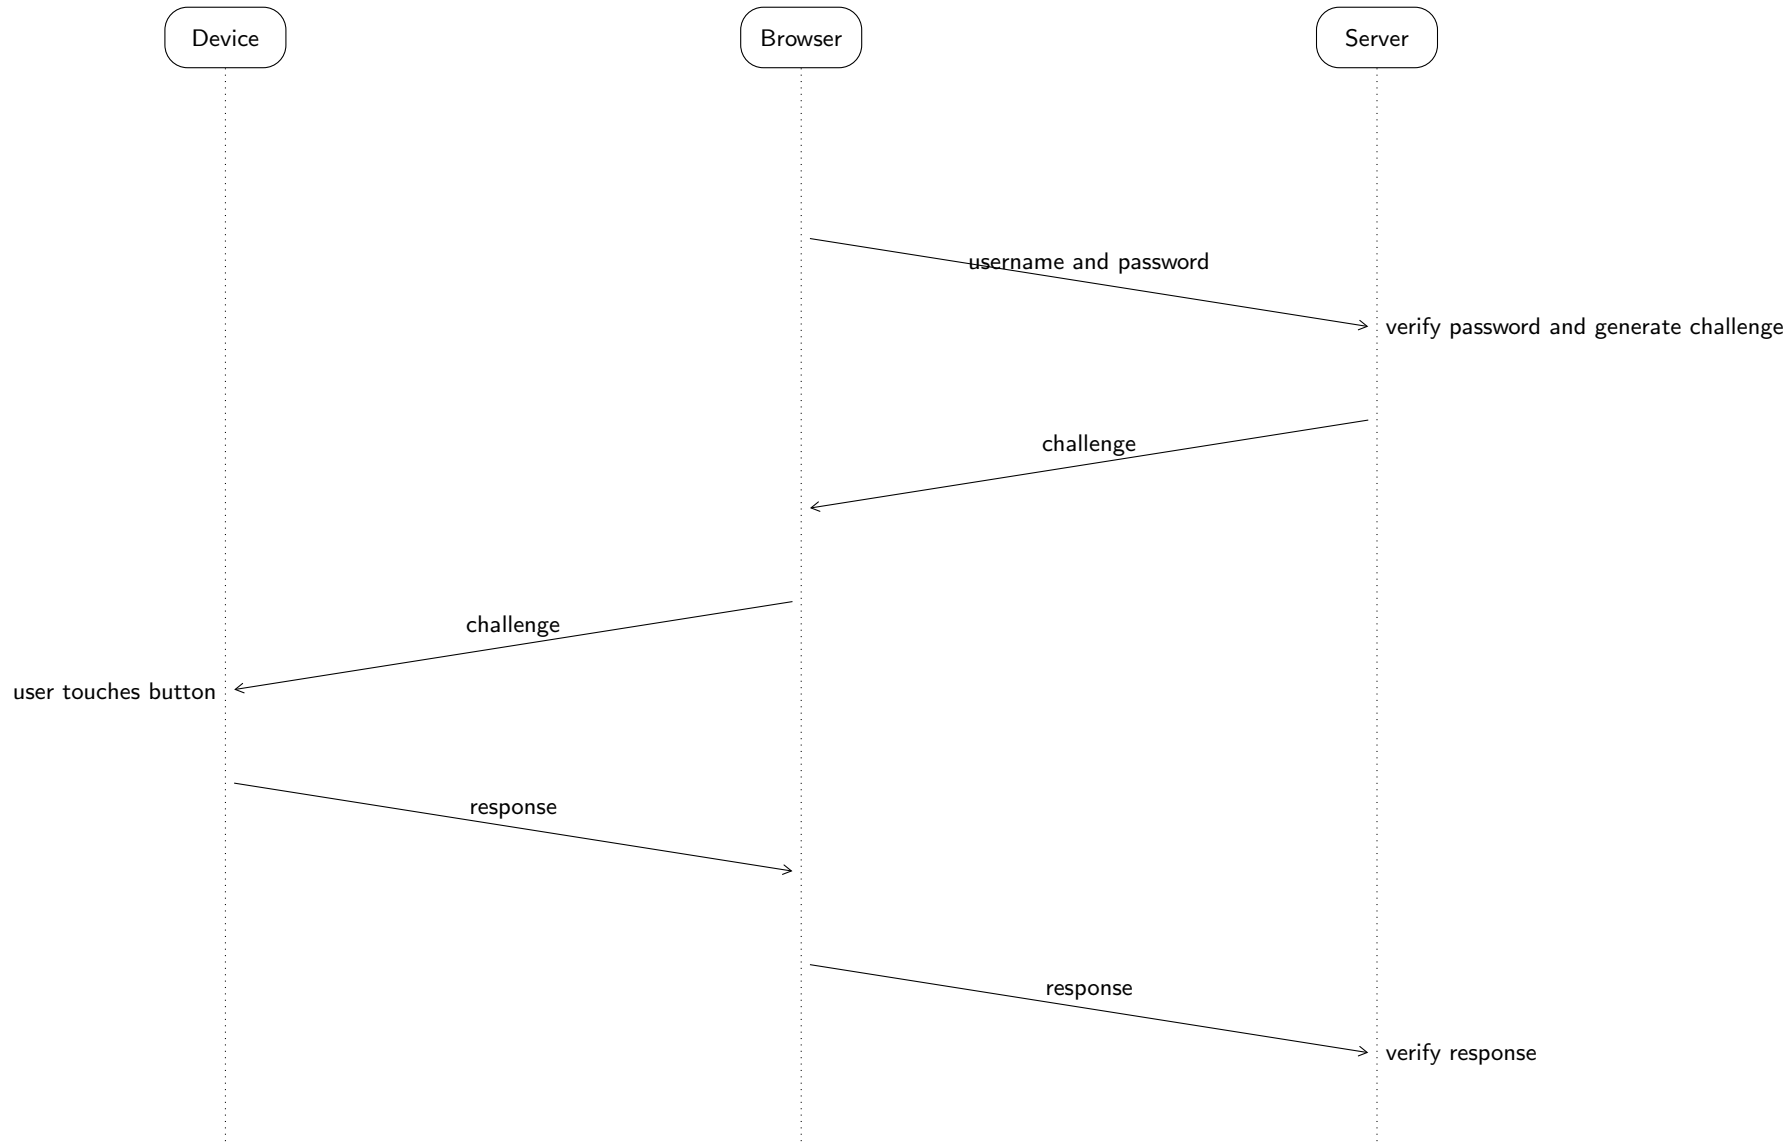 Device
Browser
Server
username and password
verify password and generate challenge
challenge
challenge
user touches button
response
response
verify response